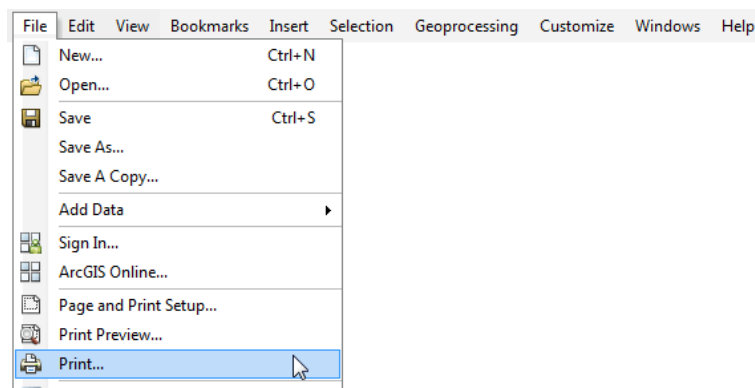 File Edit View Bookmarks Insert Selection Geoprocessing Customize Windows Help
New... Ctrl+N
Open... Ctrl+O
Save Ctrl+S
Save As...
Save A Copy...
Add Data
Sign In...
ArcGIS Online...
Page and Print Setup...
Print Preview...
Print...